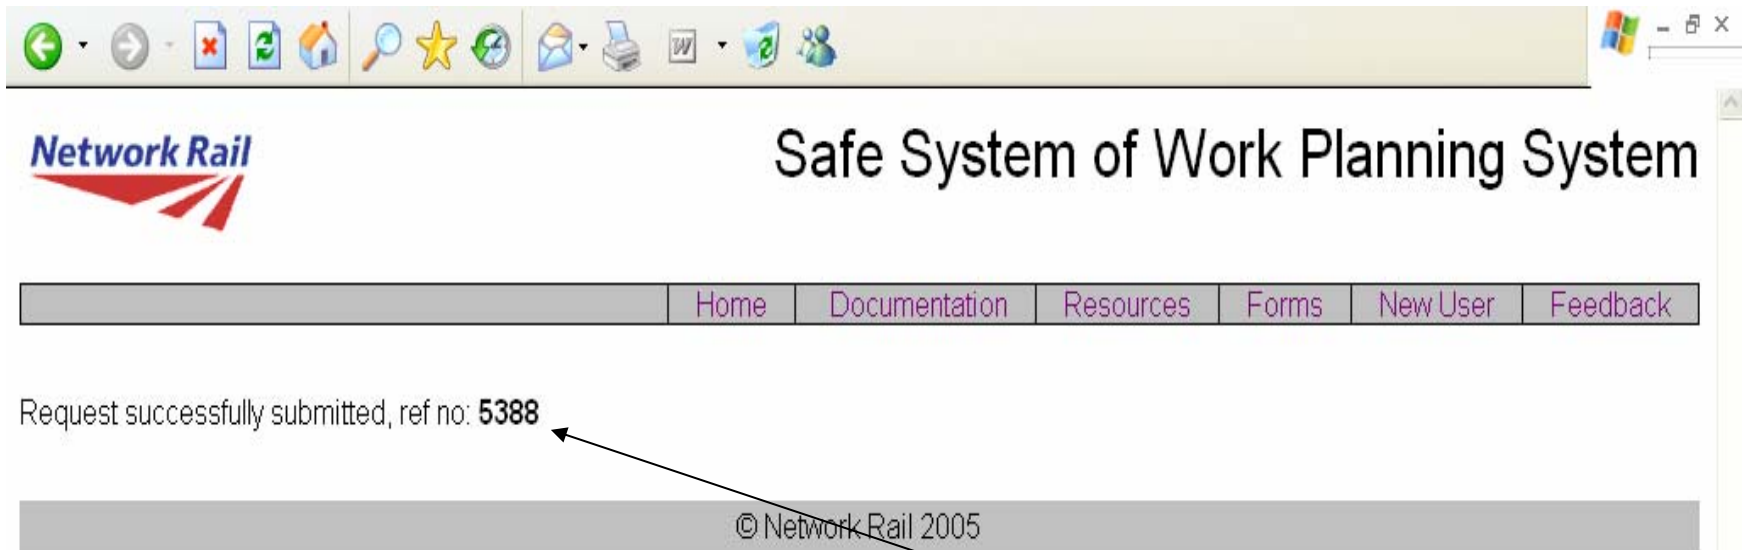 Network Rail
Safe System of Work Planning System
Home Documentation Resources Forms New User Feedback
Request successfully submitted, ref no: 5388
© Network Rail 2005